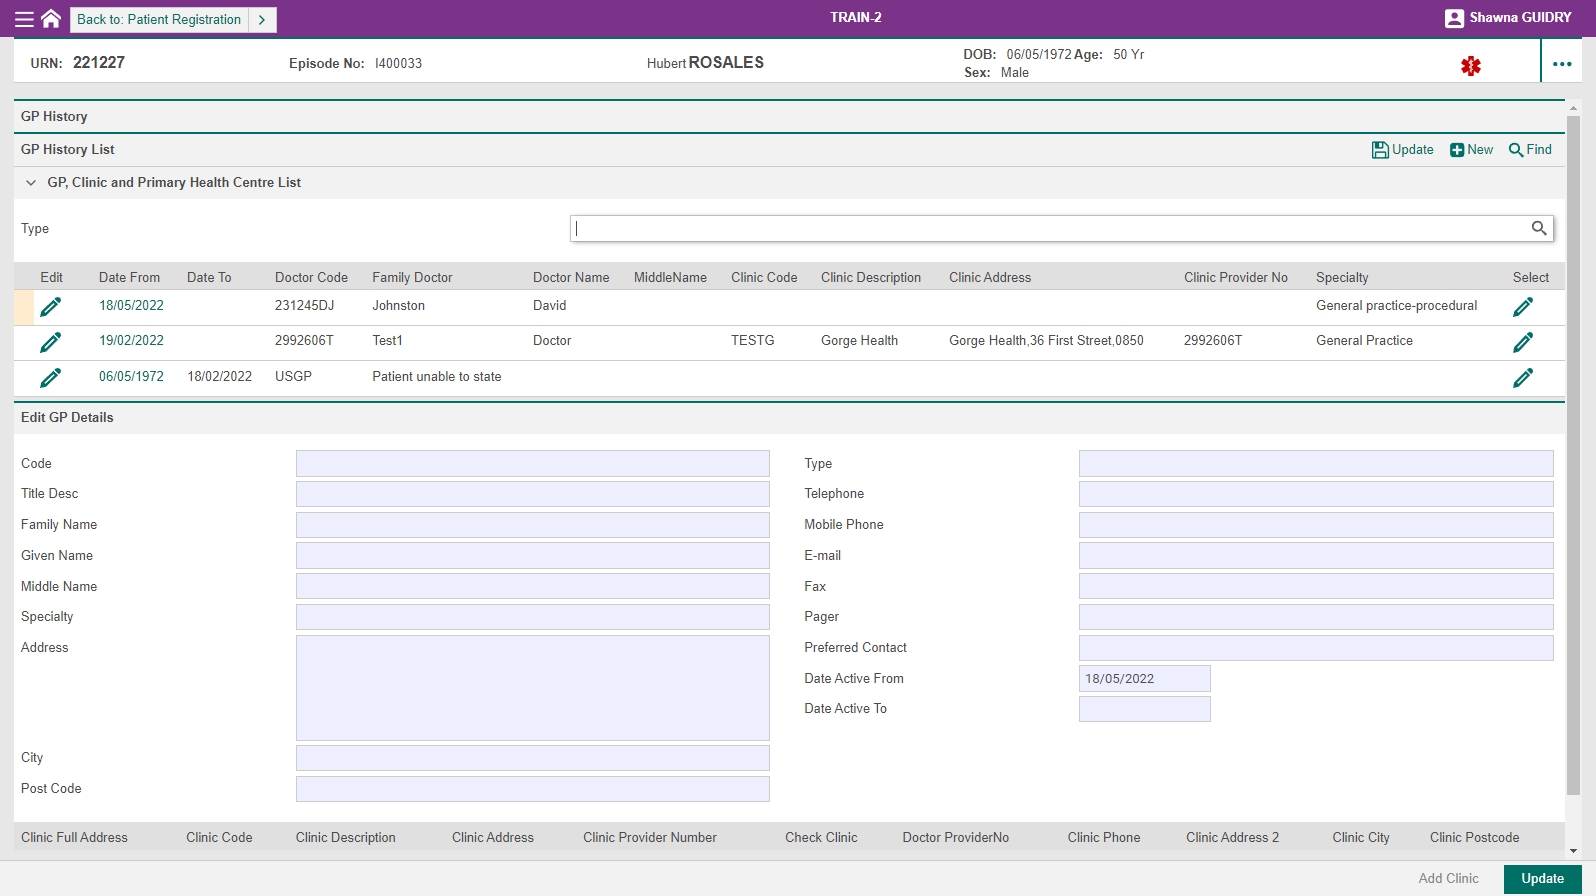 Back to: Patient Registration
TRAIN-2
Shawna GUIDRY
URN: 221227 Episode No: I400033 Hubert ROSALES DOB: 06/05/1972 Age: 50 Yr
Sex: Male
GP History
GP History List Update New Find
GP, Clinic and Primary Health Centre List
Type
Edit Date From Date To Doctor Code Family Doctor Doctor Name MiddleName Clinic Code Clinic Description Clinic Address Clinic Provider No Specialty Select
18/05/2022 231245DJ Johnston David General practice-procedural
19/02/2022 2992606T Test1 Doctor TESTG Gorge Health Gorge Health,36 First Street,0850 2992606T General Practice
06/05/1972 18/02/2022 USGP Patient unable to state
Edit GP Details
Code Type
Title Desc Telephone
Family Name Mobile Phone
Given Name E-mail
Middle Name Fax
Specialty Pager
Address Preferred Contact
Date Active From 18/05/2022
Date Active To
City
Post Code
Clinic Full Address Clinic Code Clinic Description Clinic Address Clinic Provider Number Check Clinic Doctor ProviderNo Clinic Phone Clinic Address 2 Clinic City Clinic Postcode
Add Clinic Update